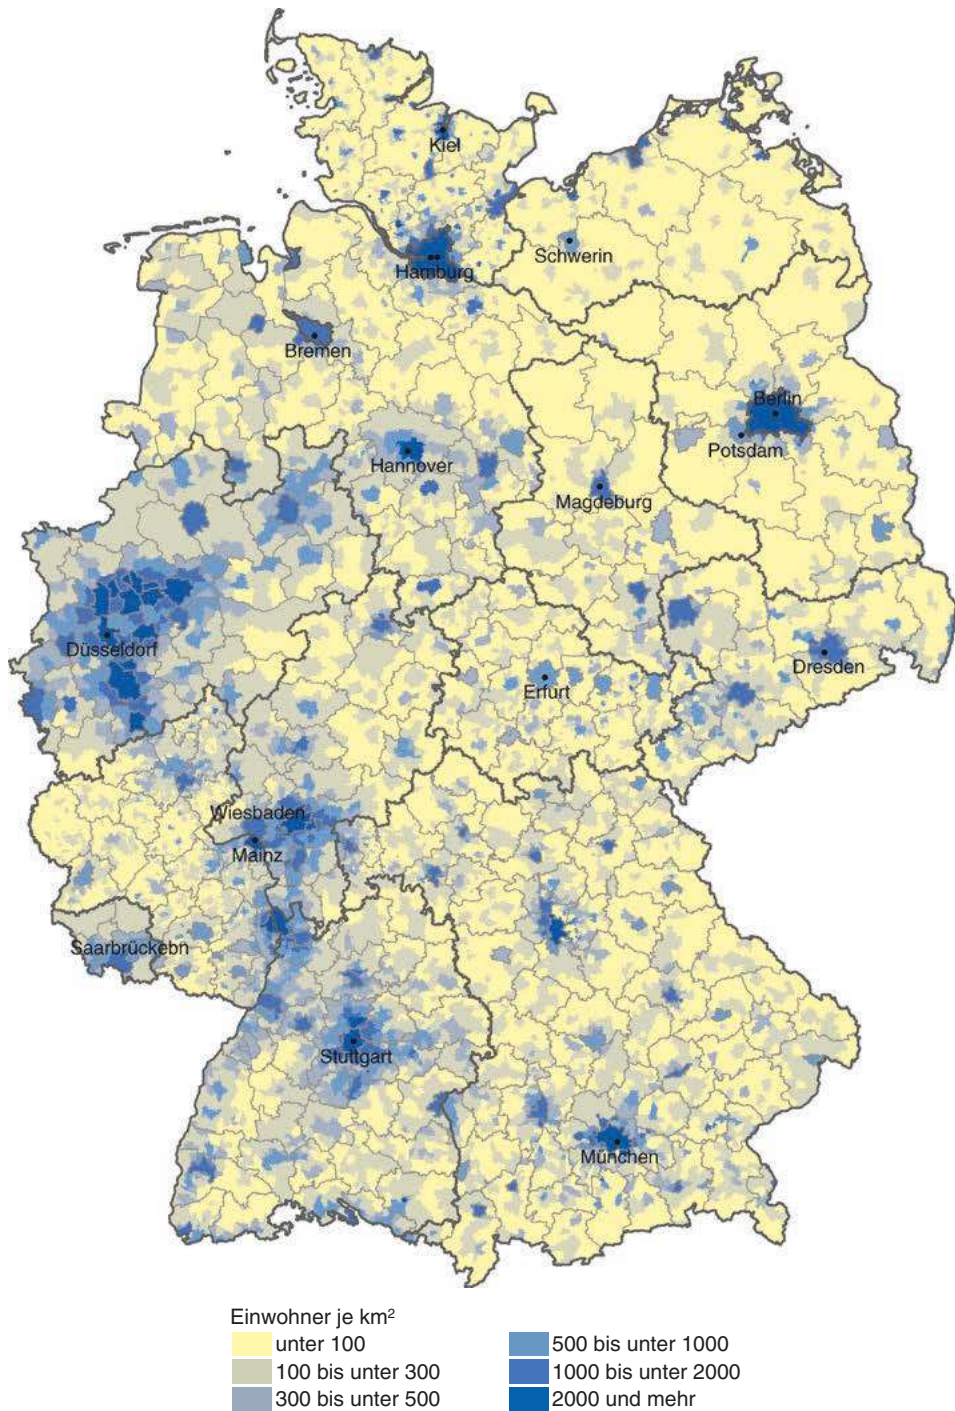 Kiel
Schwerin
Hamburg
Bremen
Berlin
Potsdam
Hannover
Magdeburg
Düsseldorf
Dresden
Erfurt
Wiesbaden
Mainz
Saarbrückebn
Stuttgart
München
Einwohner je km²
unter 100
100 bis unter 300
300 bis unter 500
500 bis unter 1000
1000 bis unter 2000
2000 und mehr